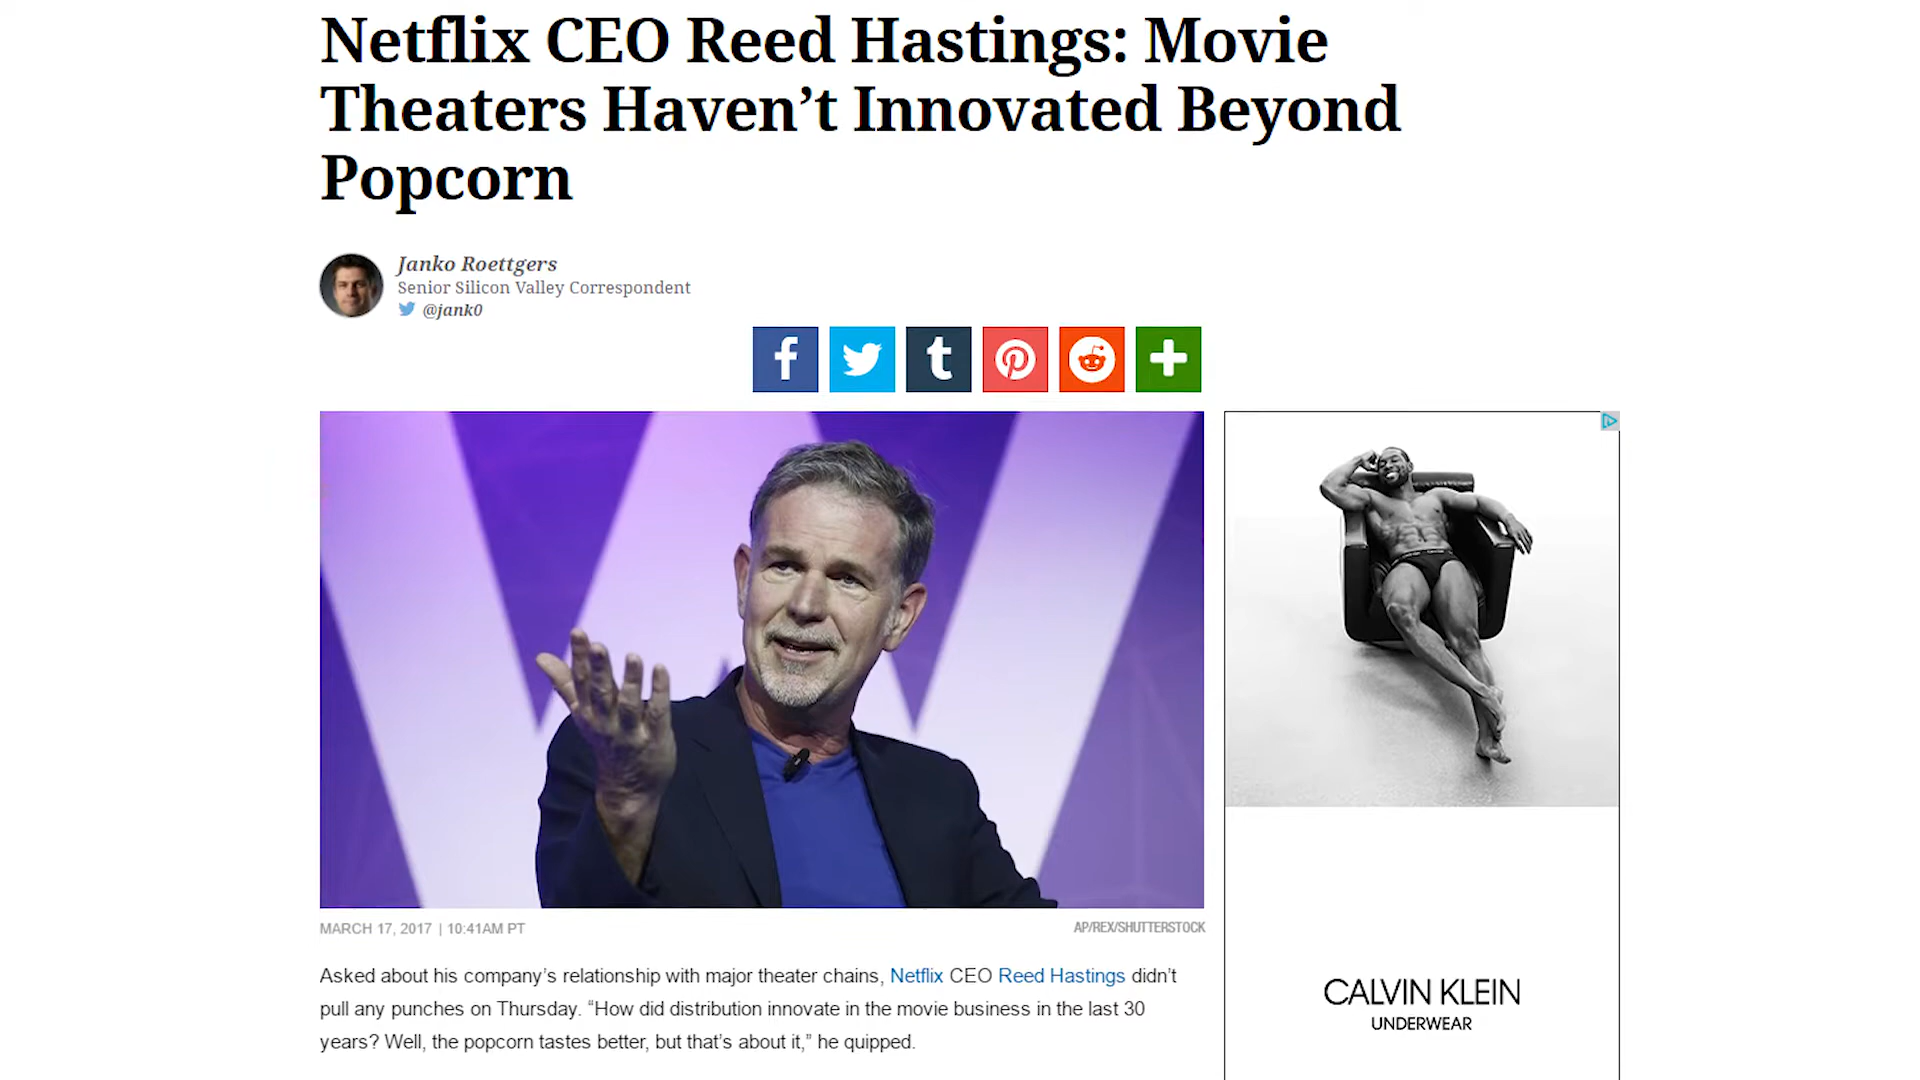 Netflix CEO Reed Hastings: Movie
Theaters Haven’t Innovated Beyond
Popcorn
Janko Roettgers
Senior Silicon Valley Correspondent
@jank0
MARCH 17, 2017 | 10:41AM PT
AP/REX/SHUTTERSTOCK
Asked about his company’s relationship with major theater chains, Netflix CEO Reed Hastings didn’t
pull any punches on Thursday. “How did distribution innovate in the movie business in the last 30
years? Well, the popcorn tastes better, but that’s about it,” he quipped.
CALVIN KLEIN
UNDERWEAR